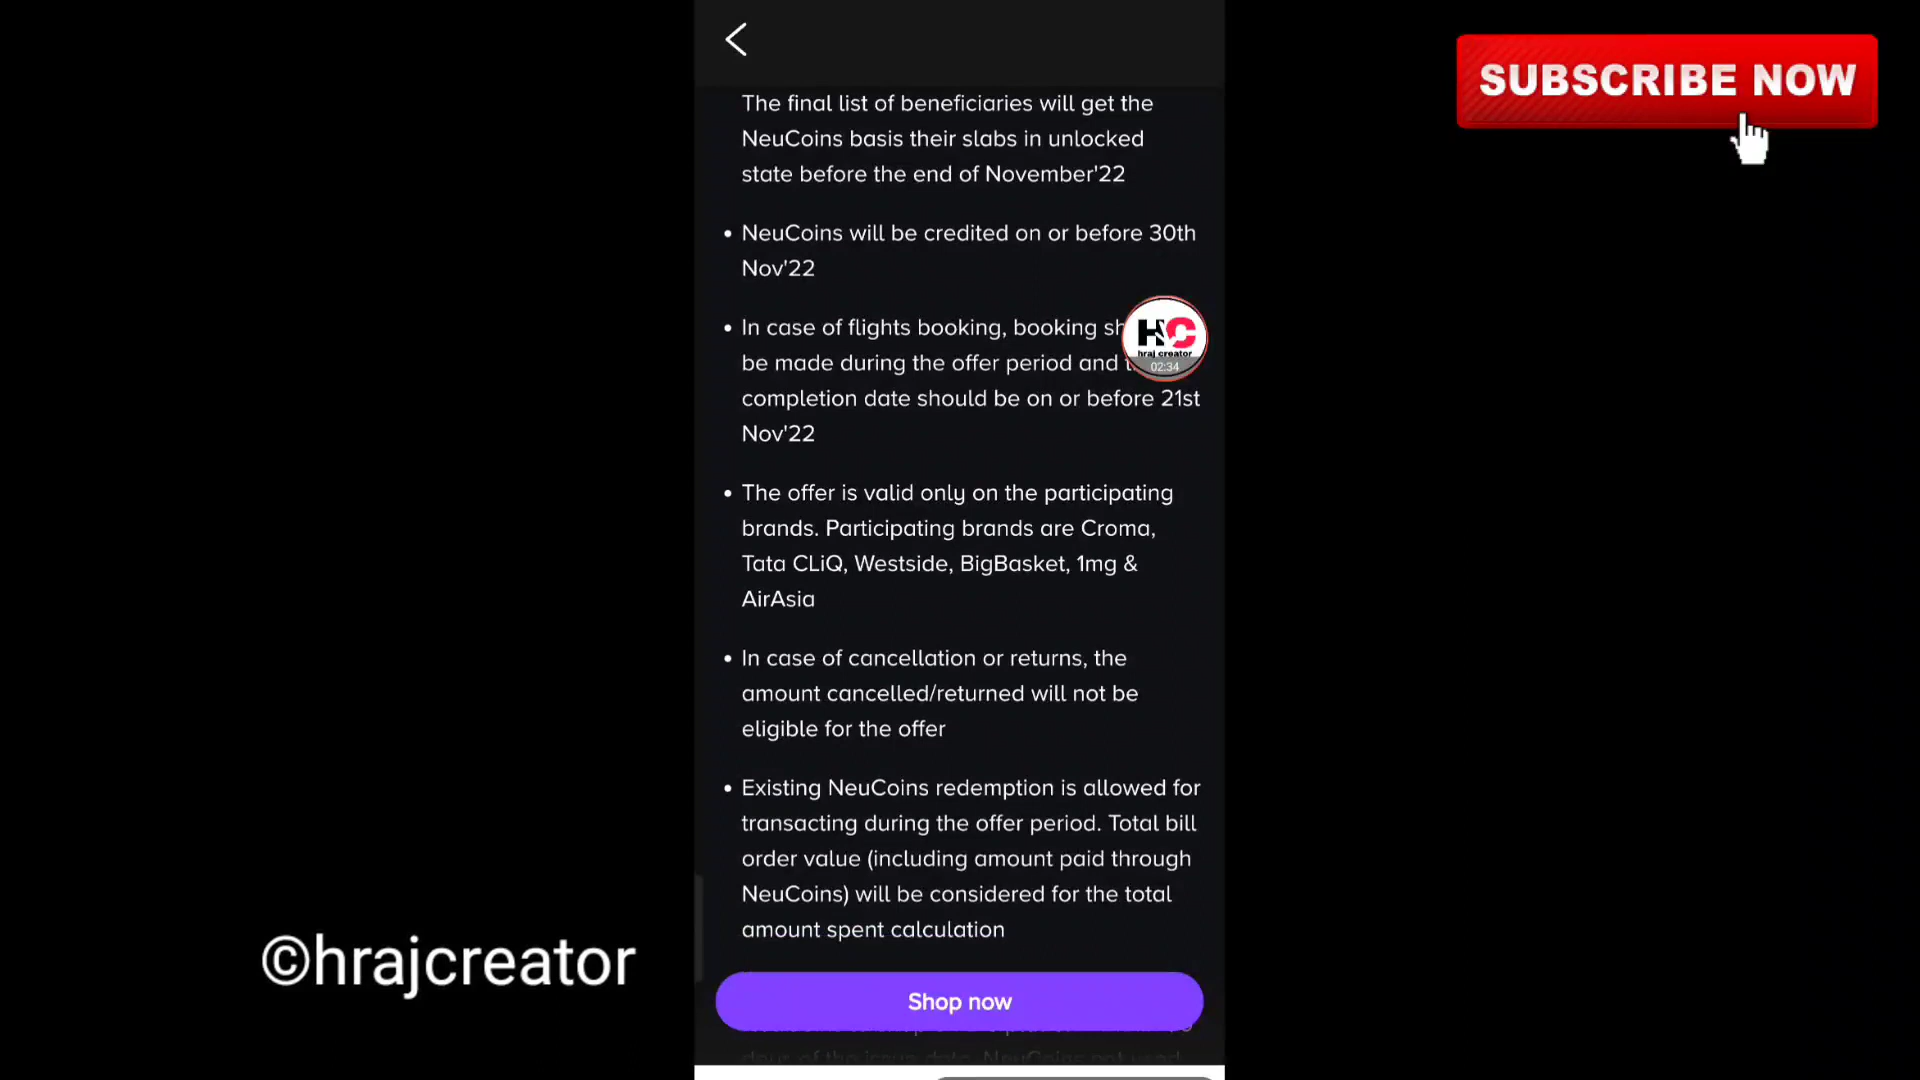 SUBSCRIBE NOW
The final list of beneficiaries will get the
NeuCoins basis their slabs in unlocked
state before the end of November'22
• NeuCoins will be credited on or before 30th
Nov'22
• In case of flights booking, booking
be made during the offer period and
completion date should be on or before 21st
Nov'22
HC
hraj creator
02:34
• The offer is valid only on the participating
brands. Participating brands are Croma,
Tata CLiQ, Westside, BigBasket, 1mg &
AirAsia
• In case of cancellation or returns, the
amount cancelled/returned will not be
eligible for the offer
• Existing NeuCoins redemption is allowed for
transacting during the offer period. Total bill
order value (including amount paid through
NeuCoins) will be considered for the total
amount spent calculation
©hrajcreator
Shop now